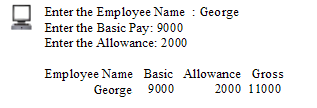 Enter the Employee Name : George
Enter the Basic Pay: 9000
Enter the Allowance: 2000
Employee Name Basic Allowance Gross
George 9000 2000 11000